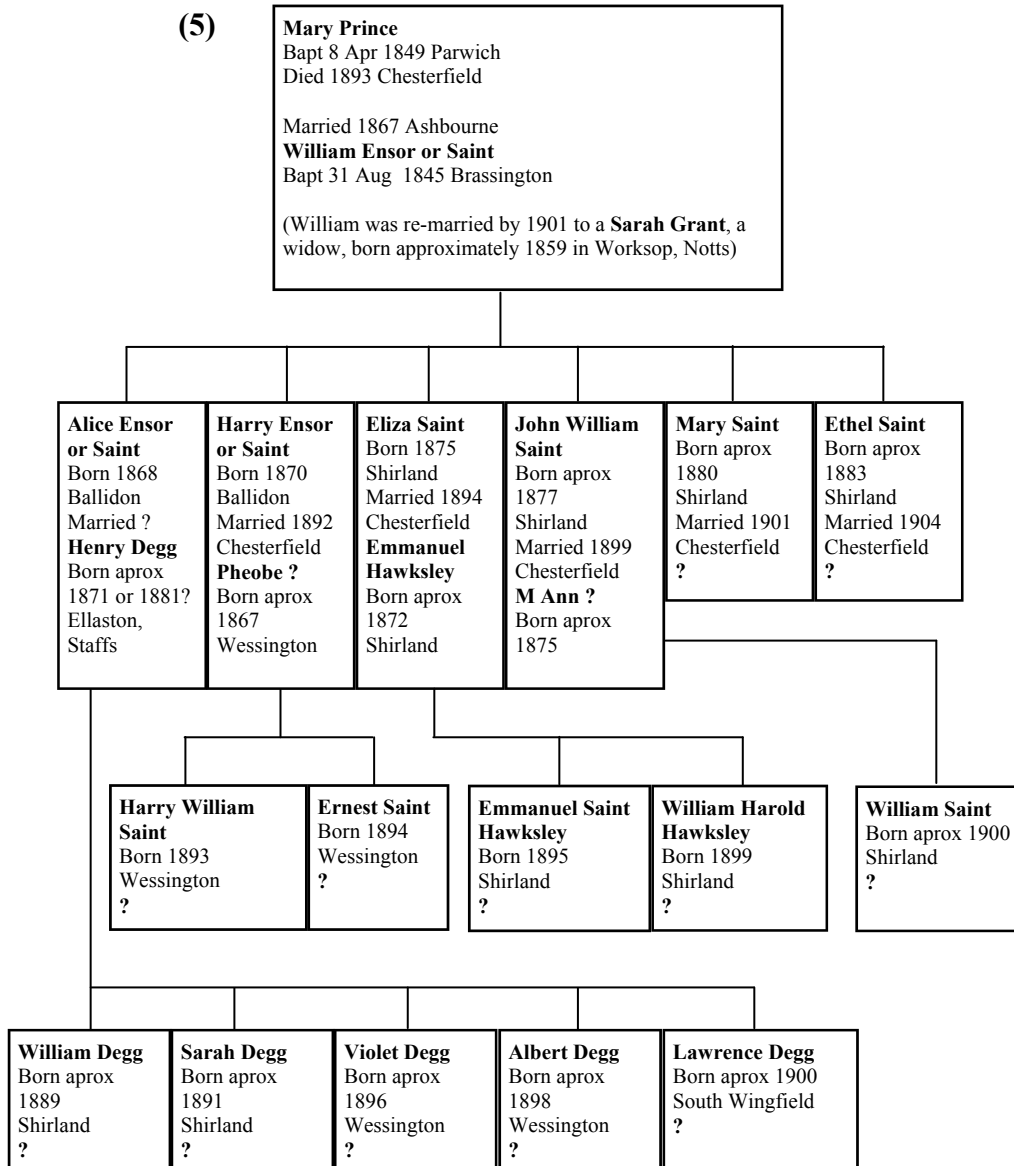 (5)
Mary Prince
Bapt 8 Apr 1849 Parwich
Died 1893 Chesterfield
Married 1867 Ashbourne
William Ensor or Saint
Bapt 31 Aug  1845 Brassington
(William was re-married by 1901 to a Sarah Grant, a
widow, born approximately 1859 in Worksop, Notts)
Alice Ensor
or Saint
Born 1868
Ballidon
Married ?
Henry Degg
Born aprox
1871 or 1881?
Ellaston,
Staffs
Harry Ensor
or Saint
Born 1870
Ballidon
Married 1892
Chesterfield
Pheobe ?
Born aprox
1867
Wessington
Eliza Saint
Born 1875
Shirland
Married 1894
Chesterfield
Emmanuel
Hawksley
Born aprox
1872
Shirland
John William
Saint
Born aprox
1877
Shirland
Married 1899
Chesterfield
M Ann ?
Born aprox
1875
Mary Saint
Born aprox
1880
Shirland
Married 1901
Chesterfield
?
Ethel Saint
Born aprox
1883
Shirland
Married 1904
Chesterfield
?
Harry William
Saint
Born 1893
Wessington
?
Ernest Saint
Born 1894
Wessington
?
Emmanuel Saint
Hawksley
Born 1895
Shirland
?
William Harold
Hawksley
Born 1899
Shirland
?
William Saint
Born aprox 1900
Shirland
?
William Degg
Born aprox
1889
Shirland
?
Sarah Degg
Born aprox
1891
Shirland
?
Violet Degg
Born aprox
1896
Wessington
?
Albert Degg
Born aprox
1898
Wessington
?
Lawrence Degg
Born aprox 1900
South Wingfield
?